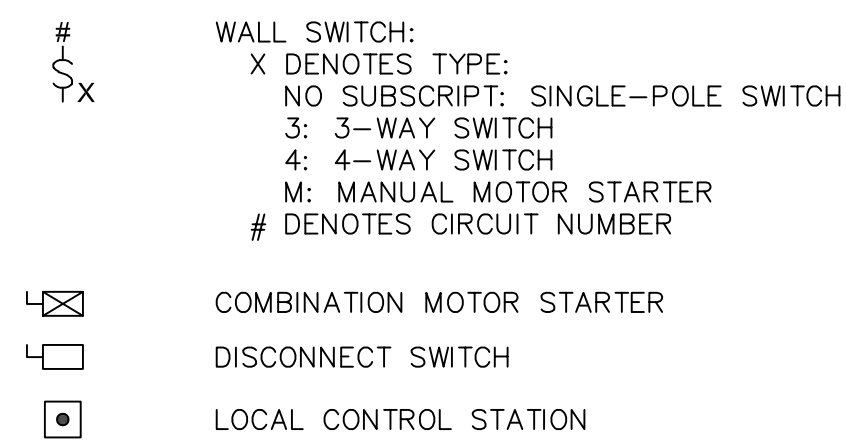 #
$X
WALL SWITCH:
X DENOTES TYPE:
NO SUBSCRIPT: SINGLE-POLE SWITCH
3: 3-WAY SWITCH
4: 4-WAY SWITCH
M: MANUAL MOTOR STARTER
# DENOTES CIRCUIT NUMBER
COMBINATION MOTOR STARTER
DISCONNECT SWITCH
LOCAL CONTROL STATION